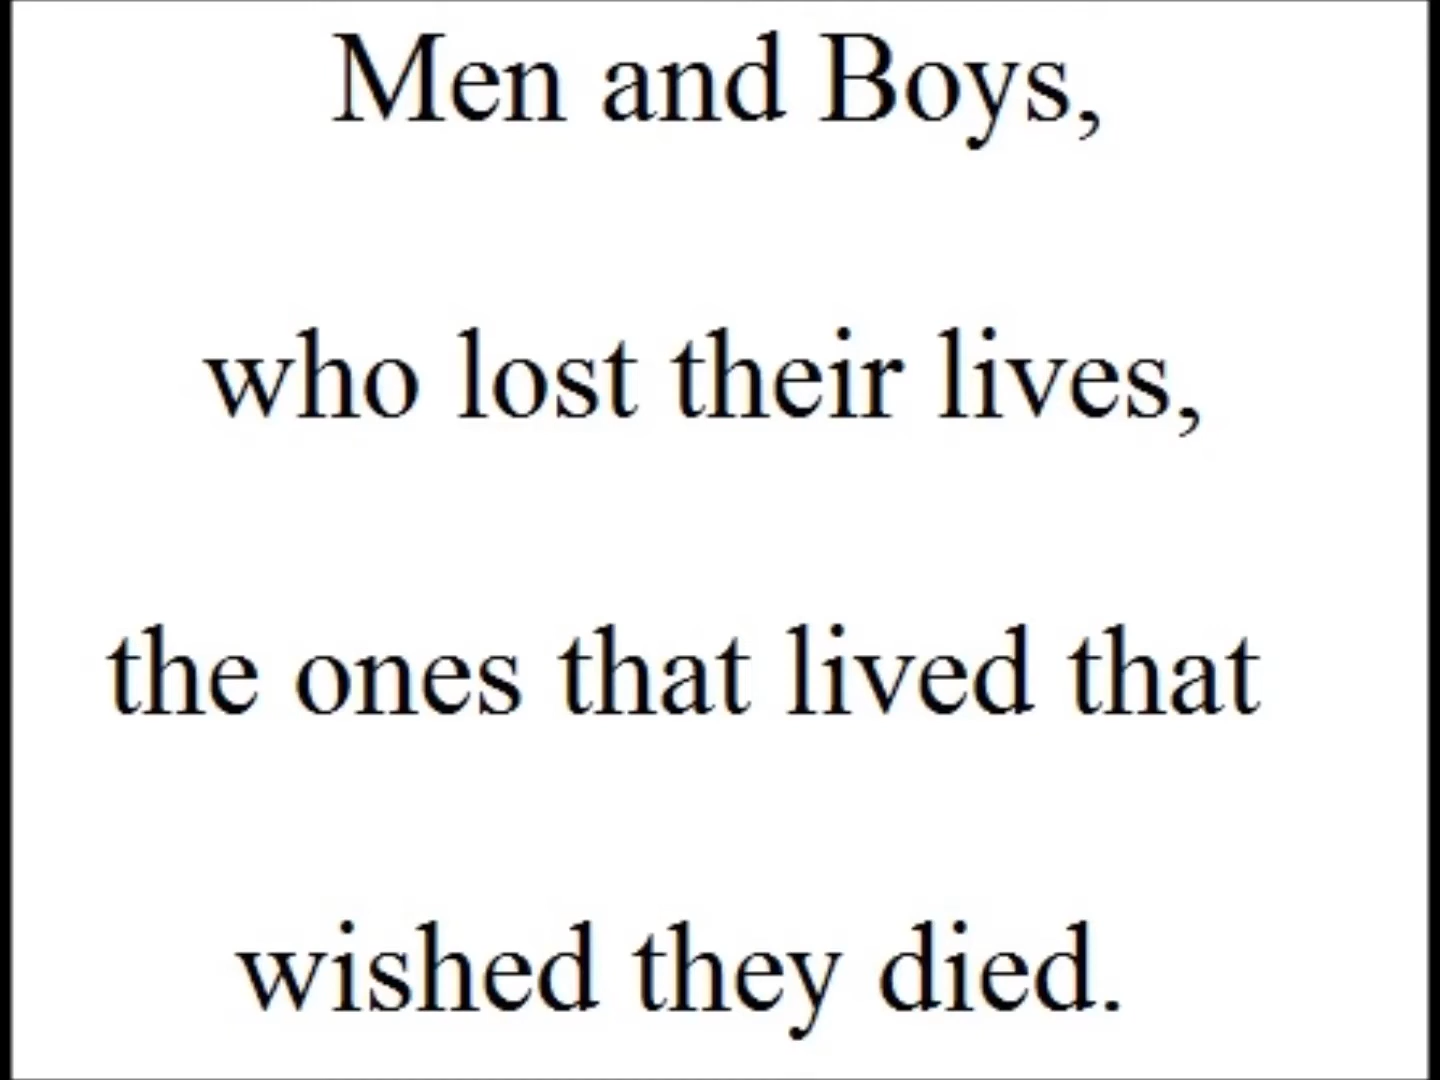 Men and Boys,
who lost their lives,
the ones that lived that
wished they died.